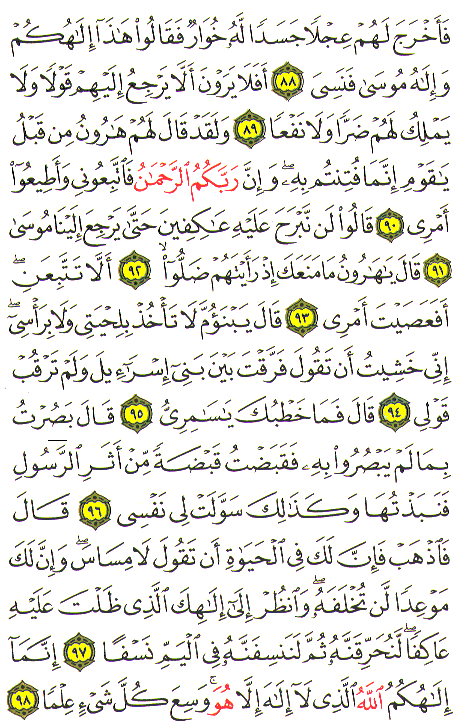 فَأَخْرَجَ لَهُمْ عِجْلًا جَسَدًا لَّهُۥ خُوَارٌ فَقَالُوا۟ هَـٰذَآ إِلَـٰهُكُمْ
وَإِلَـٰهُ مُوسَىٰ فَنَسِىَ ٨٨ أَفَلَا يَرَوْنَ أَلَّا يَرْجِعُ إِلَيْهِمْ قَوْلًا وَلَا
يَمْلِكُ لَهُمْ ضَرًّا وَلَا نَفْعًا ٨٩ وَلَقَدْ قَالَ لَهُمْ هَـٰرُونُ مِن قَبْلُ
يَـٰقَوْمِ إِنَّمَا فُتِنتُم بِهِۦ ۖ وَإِنَّ رَبَّكُمُ ٱلرَّحْمَـٰنُ فَٱتَّبِعُونِى وَأَطِيعُوٓا۟
أَمْرِى ٩٠ قَالُوا۟ لَن نَّبْرَحَ عَلَيْهِ عَـٰكِفِينَ حَتَّىٰ يَرْجِعَ إِلَيْنَا مُوسَىٰ
٩١ قَالَ يَـٰهَـٰرُونُ مَا مَنَعَكَ إِذْ رَأَيْتَهُمْ ضَلُّوٓا۟ ٩٢ أَلَّا تَتَّبِعَنِ ۖ
أَفَعَصَيْتَ أَمْرِى ٩٣ قَالَ يَبْنَؤُمَّ لَا تَأْخُذْ بِلِحْيَتِى وَلَا بِرَأْسِىٓ ۖ
إِنِّى خَشِيتُ أَن تَقُولَ فَرَّقْتَ بَيْنَ بَنِىٓ إِسْرَٰٓءِيلَ وَلَمْ تَرْقُبْ
قَوْلِى ٩٤ قَالَ فَمَا خَطْبُكَ يَـٰسَـٰمِرِىُّ ٩٥ قَالَ بَصُرْتُ
بِمَا لَمْ يَبْصُرُوا۟ بِهِۦ فَقَبَضْتُ قَبْضَةً مِّنْ أَثَرِ ٱلرَّسُولِ
فَنَبَذْتُهَا وَكَذَٰلِكَ سَوَّلَتْ لِى نَفْسِى ٩٦ قَالَ
فَٱذْهَبْ فَإِنَّ لَكَ فِى ٱلْحَيَوٰةِ أَن تَقُولَ لَا مِسَاسَ ۖ وَإِنَّ لَكَ
مَوْعِدًا لَّن تُخْلَفَهُۥ ۖ وَٱنظُرْ إِلَىٰٓ إِلَـٰهِكَ ٱلَّذِى ظَلْتَ عَلَيْهِ
عَاكِفًا ۖ لَّنُحَرِّقَنَّهُۥ ثُمَّ لَنَنسِفَنَّهُۥ فِى ٱلْيَمِّ نَسْفًا ٩٧ إِنَّمَآ
إِلَـٰهُكُمُ ٱللَّهُ ٱلَّذِى لَآ إِلَـٰهَ إِلَّا هُوَ ۚ وَسِعَ كُلَّ شَىْءٍ عِلْمًا ٩٨